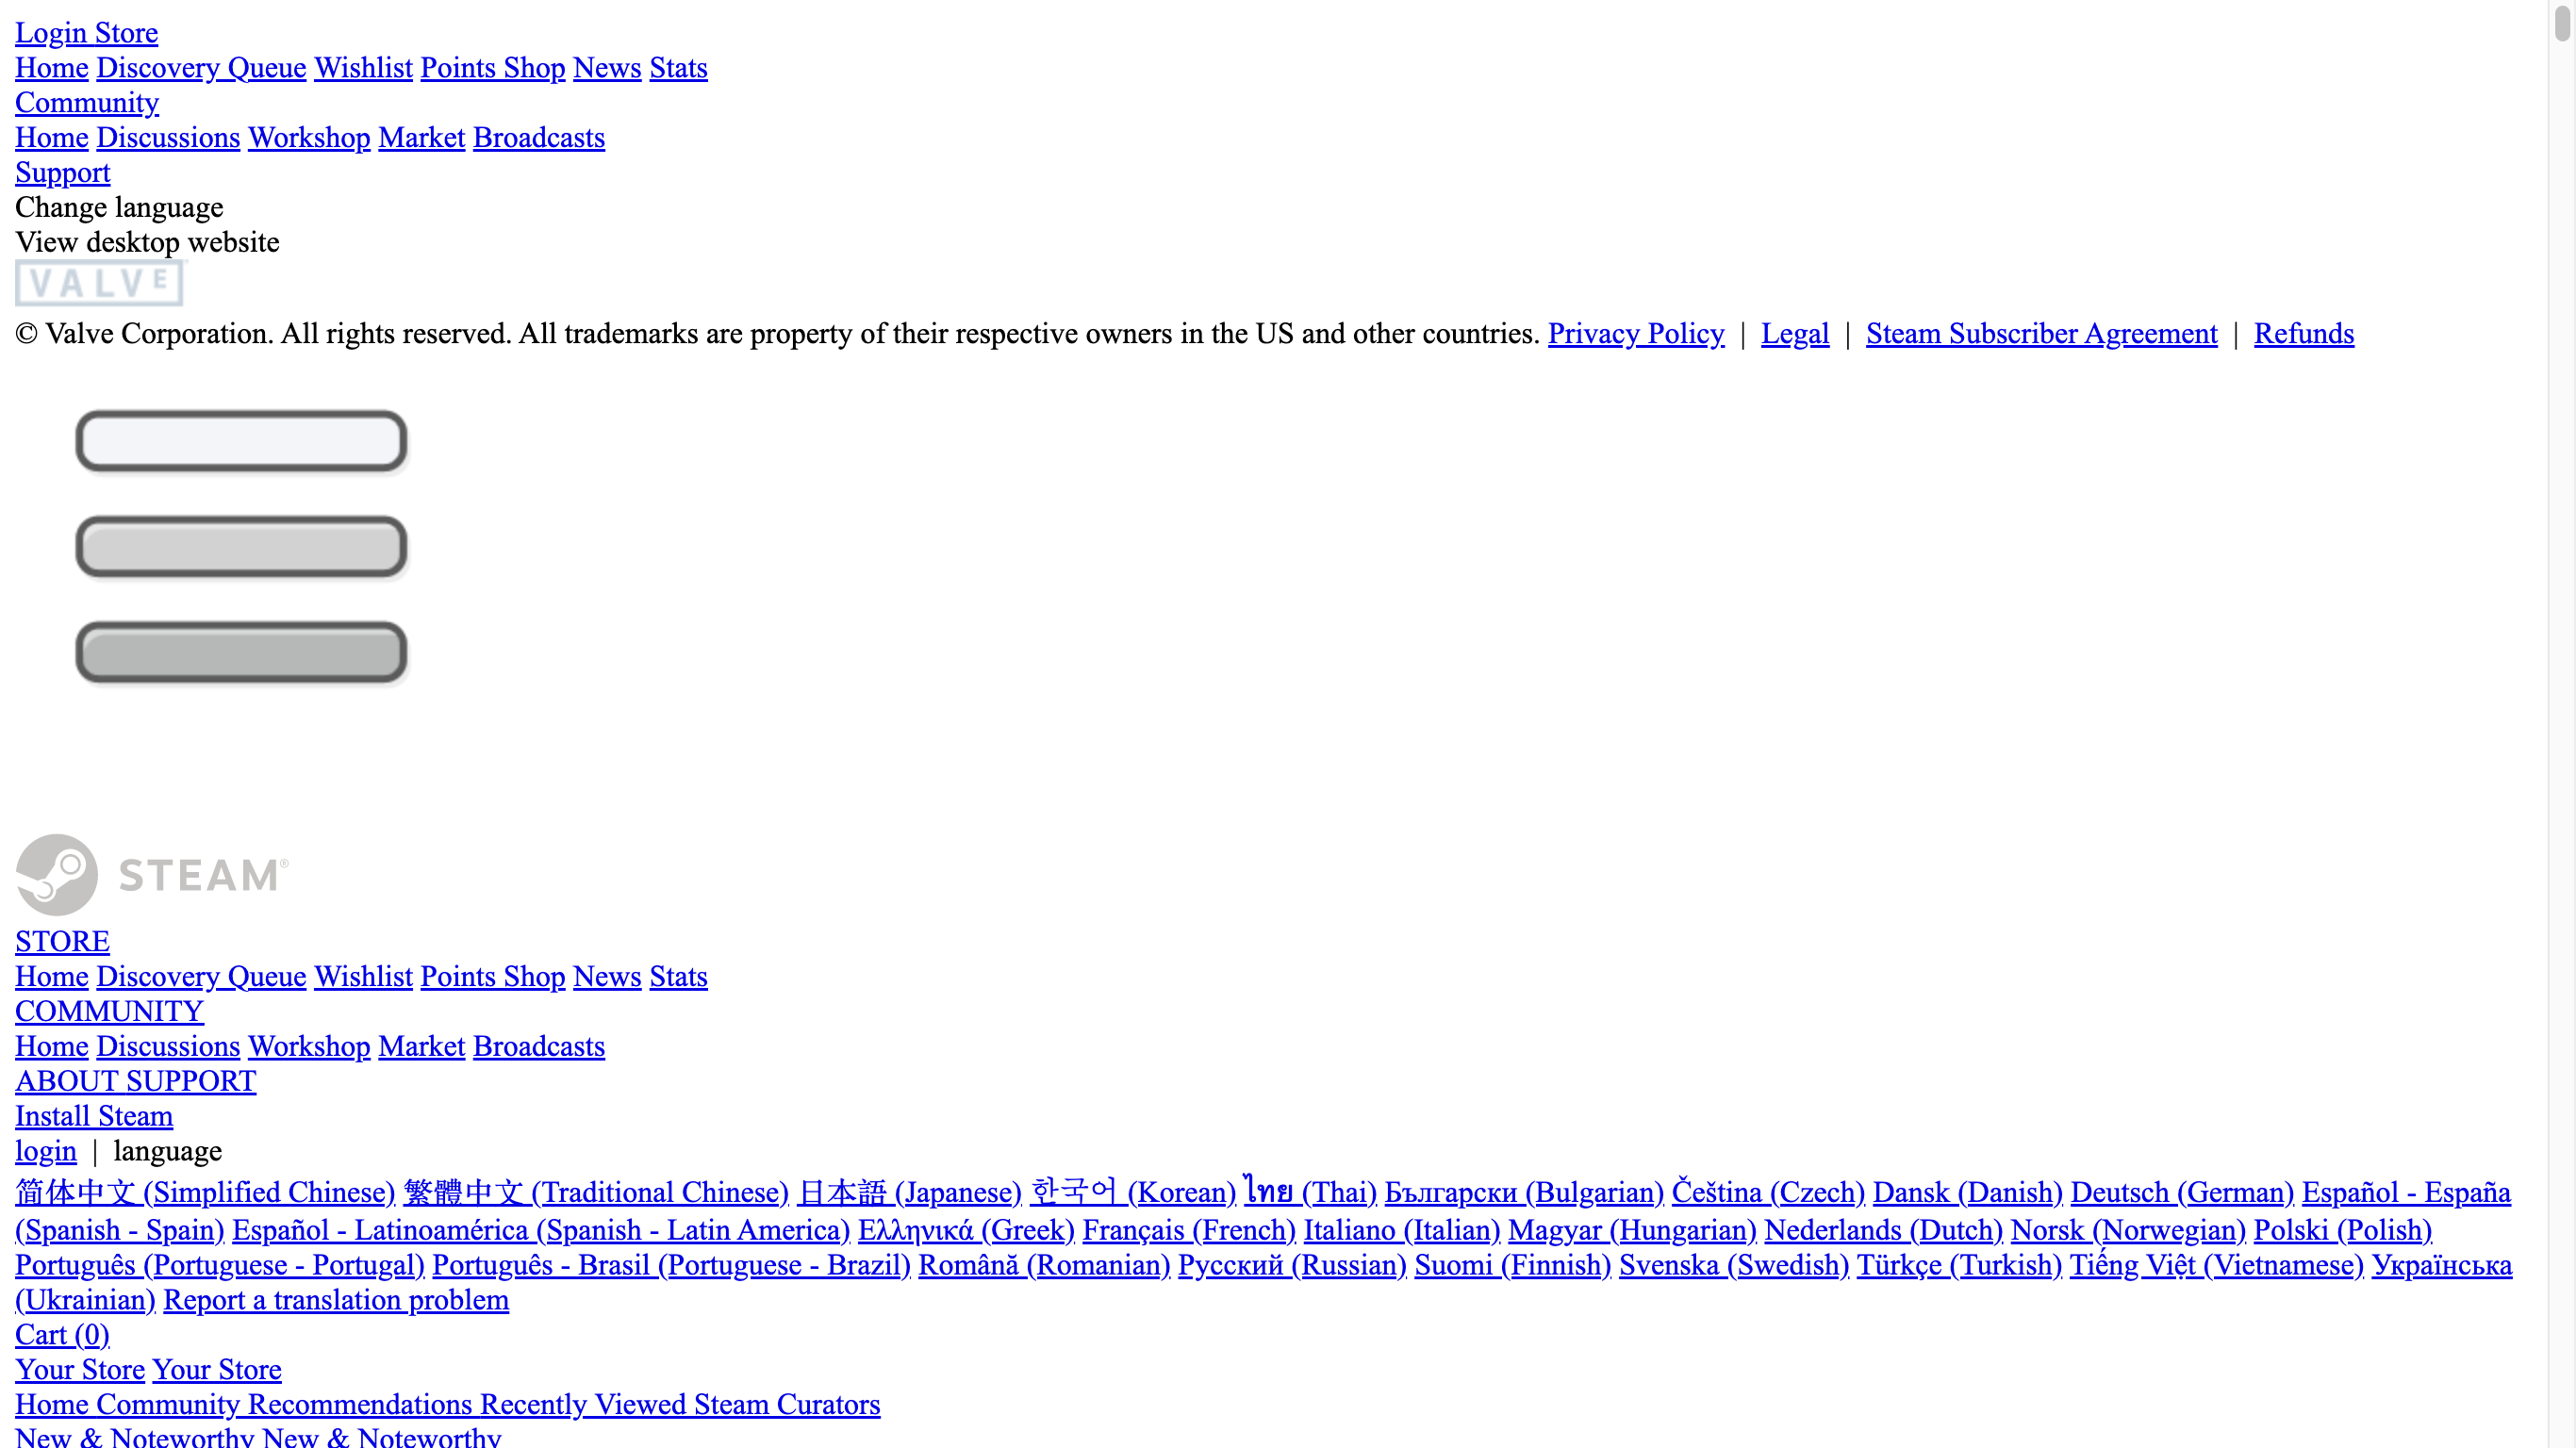 Login Store
Home Discovery Queue Wishlist Points Shop News Stats
Community
Home Discussions Workshop Market Broadcasts
Support
Change language
View desktop website
VALVE
© Valve Corporation. All rights reserved. All trademarks are property of their respective owners in the US and other countries. Privacy Policy | Legal | Steam Subscriber Agreement | Refunds
STEAM®
STORE
Home Discovery Queue Wishlist Points Shop News Stats
COMMUNITY
Home Discussions Workshop Market Broadcasts
ABOUT SUPPORT
Install Steam
login | language
简体中文 (Simplified Chinese) 繁體中文 (Traditional Chinese) 日本語 (Japanese) 한국어 (Korean) ไทย (Thai) Български (Bulgarian) Čeština (Czech) Dansk (Danish) Deutsch (German) Español - España
(Spanish - Spain) Español - Latinoamérica (Spanish - Latin America) Ελληνικά (Greek) Français (French) Italiano (Italian) Magyar (Hungarian) Nederlands (Dutch) Norsk (Norwegian) Polski (Polish)
Português (Portuguese - Portugal) Português - Brasil (Portuguese - Brazil) Română (Romanian) Русский (Russian) Suomi (Finnish) Svenska (Swedish) Türkçe (Turkish) Tiếng Việt (Vietnamese) Українська
(Ukrainian) Report a translation problem
Cart (0)
Your Store Your Store
Home Community Recommendations Recently Viewed Steam Curators
New & Noteworthy New & Noteworthy